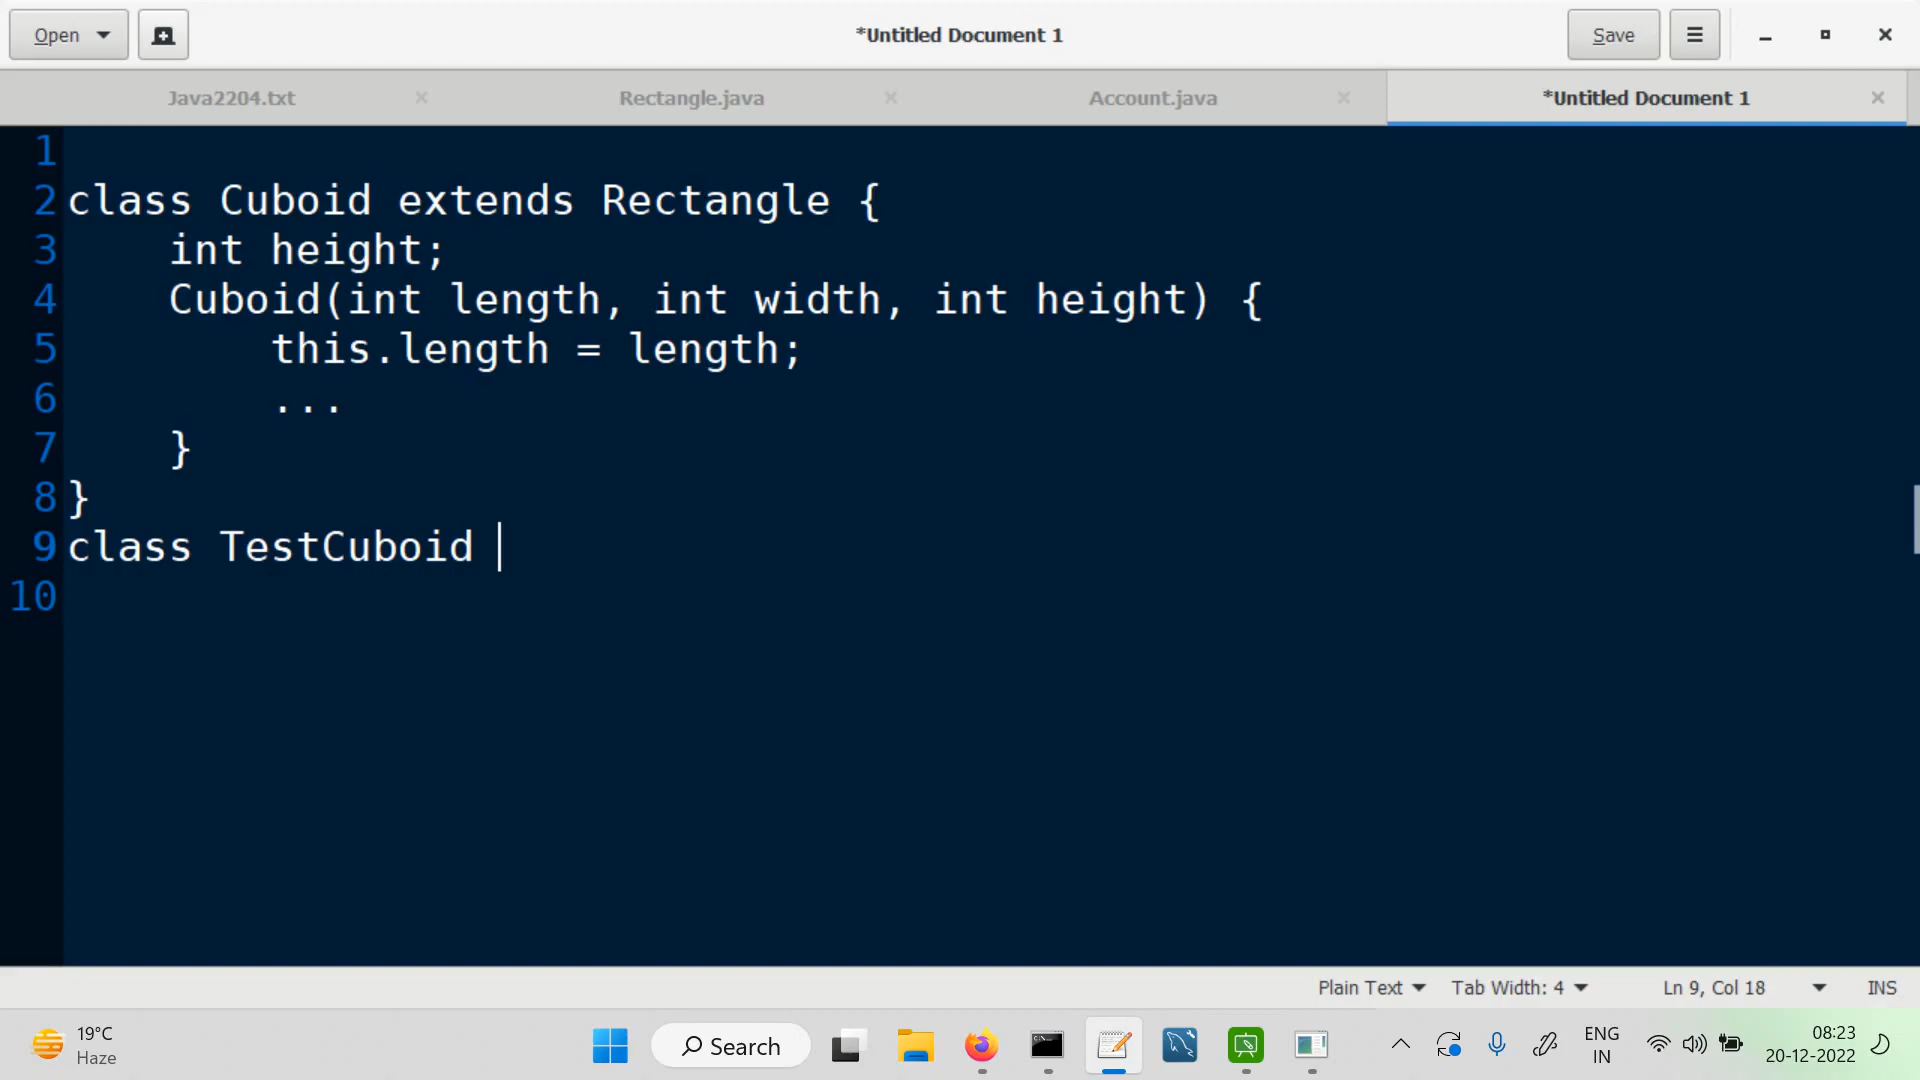 Open
*Untitled Document 1
Save
Java2204.txt
Rectangle.java
Account.java
*Untitled Document 1
1
2 class Cuboid extends Rectangle {
3 int height;
4 Cuboid(int length, int width, int height) {
5 this.length = length;
6 ...
7 }
8 }
9 class TestCuboid
10
Plain Text
Tab Width: 4
Ln 9, Col 18
INS
19°C
Haze
Search
ENG
IN
08:23
20-12-2022